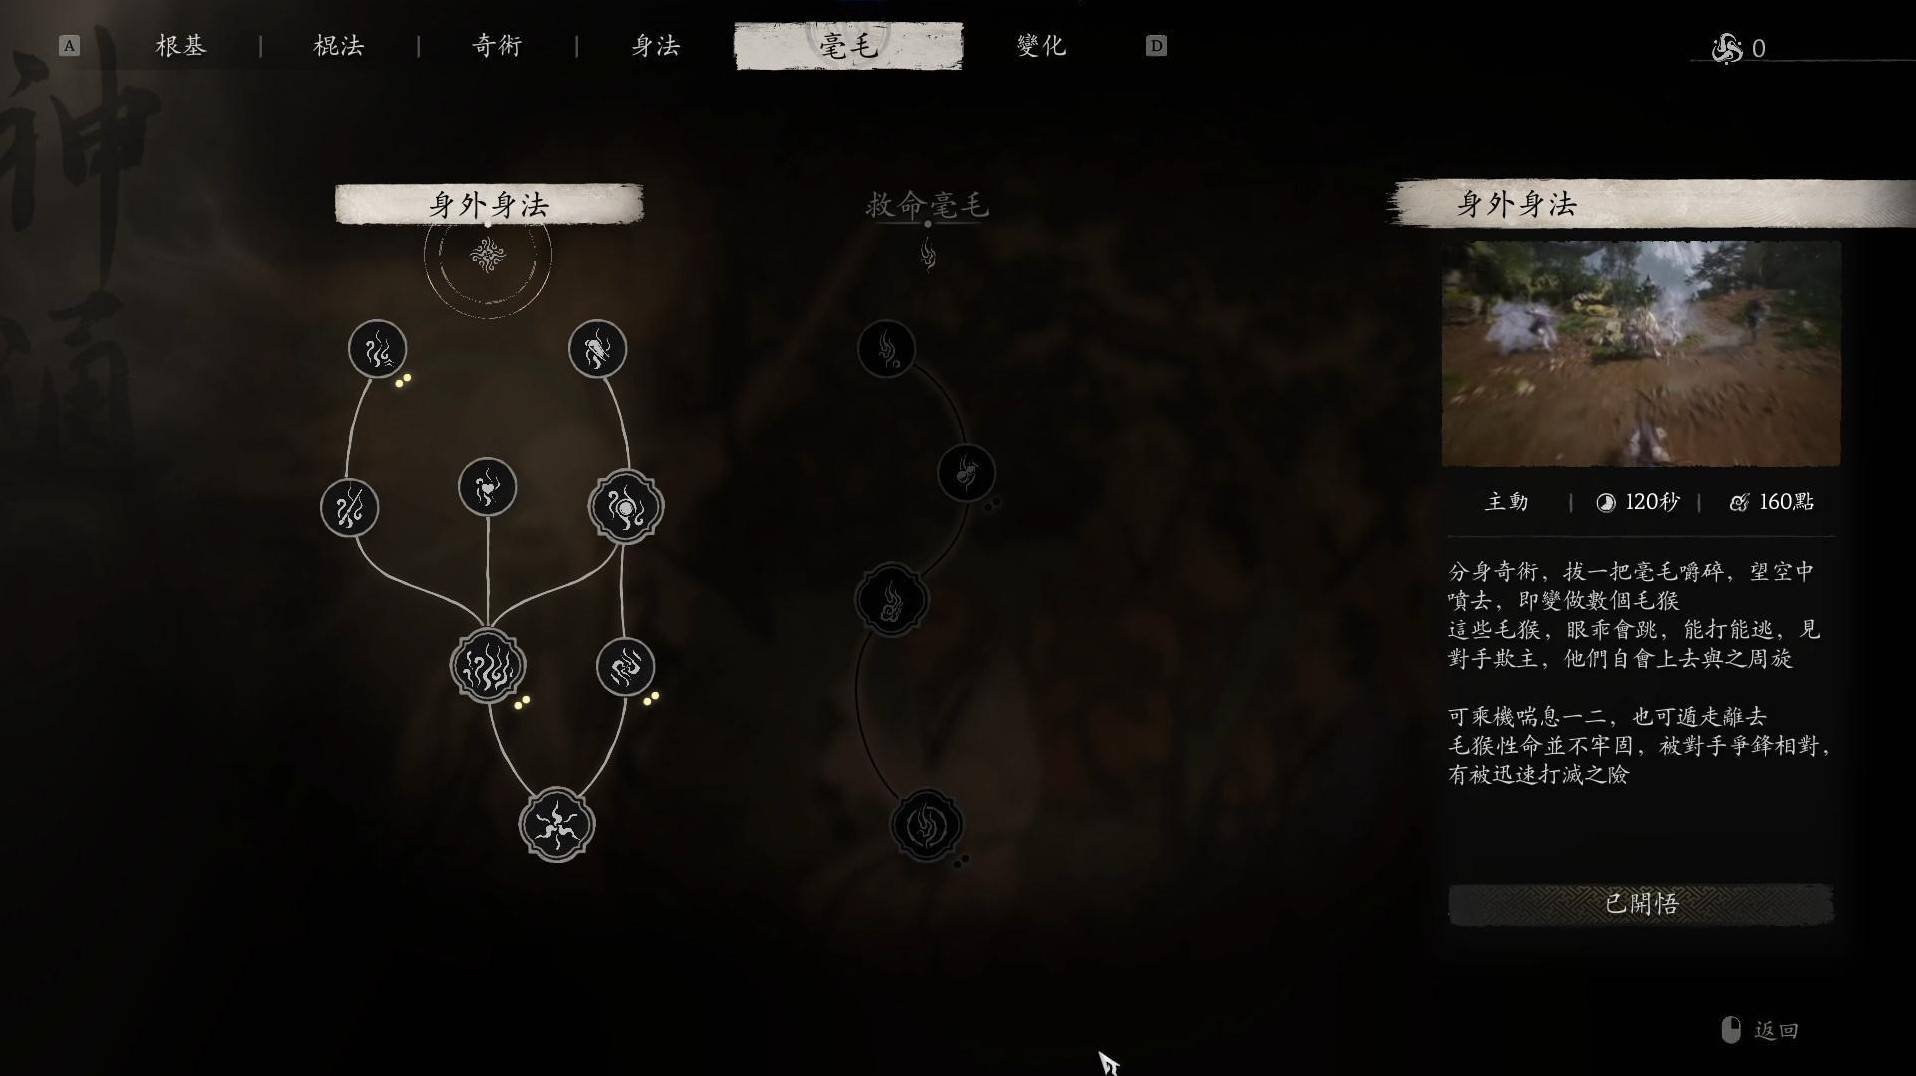 A 根基 | 棍法 | 奇術 | 身法 毫毛 變化 D
0
神
通
身外身法
救命毫毛
身外身法
主動 | 120秒 | 160點
分身奇術，拔一把毫毛嚼碎，望空中
噴去，即變做數個毛猴
這些毛猴，眼乖會跳，能打能逃，見
對手欺主，他們自會上去與之周旋
可乘機喘息一二，也可遁走離去
毛猴性命並不牢固，被對手爭鋒相對，
有被迅速打滅之險
已開悟
返回